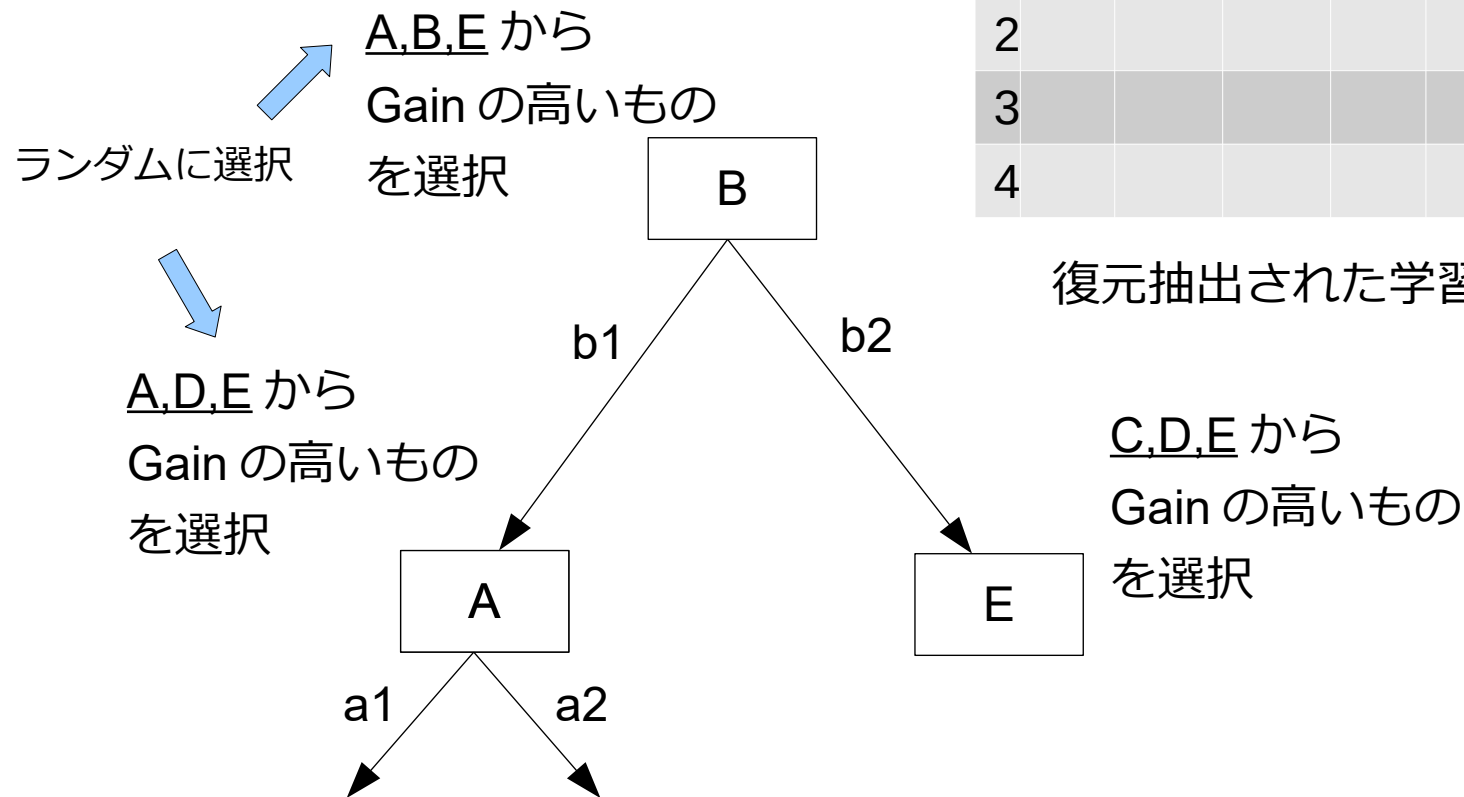 A,B,E から
Gain の高いもの
を選択
ランダムに選択
2
3
4
B
復元抽出された学習
b1
b2
A,D,E から
Gain の高いもの
を選択
C,D,E から
Gain の高いもの
を選択
A
E
a1
a2